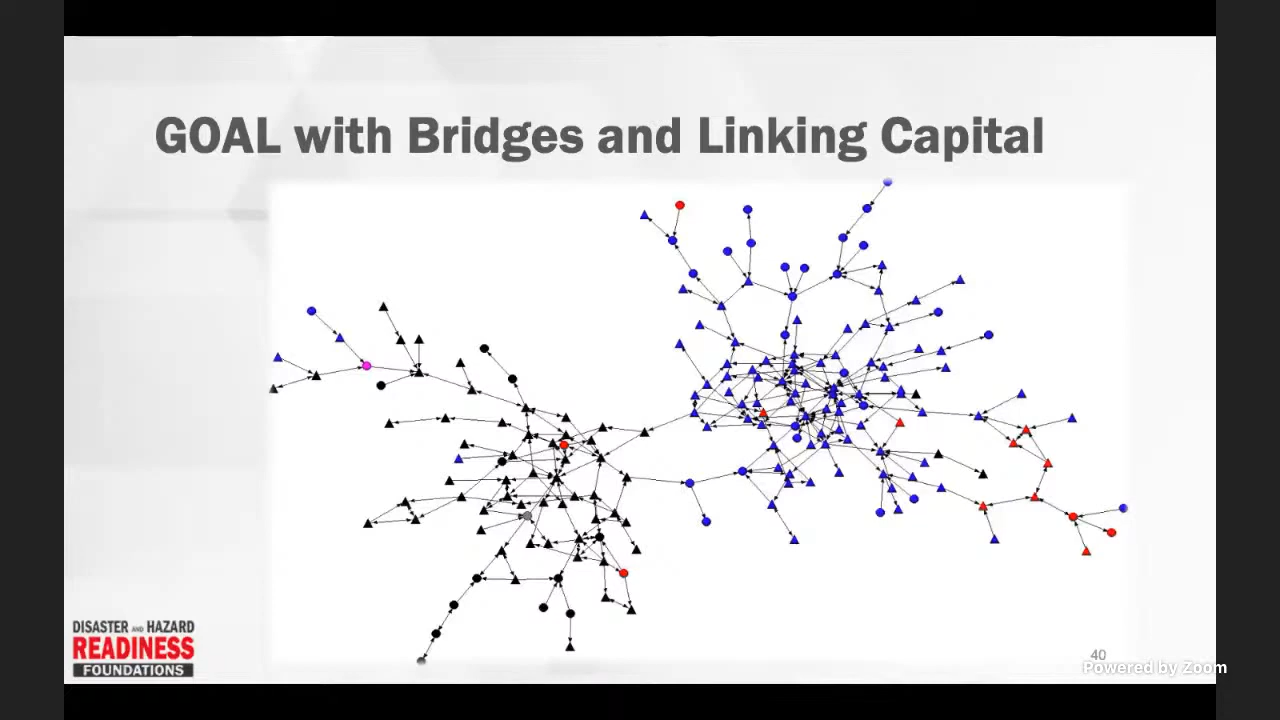 GOAL with Bridges and Linking Capital
DISASTER AND HAZARD
READINESS
FOUNDATIONS
40
Powered by Zoom